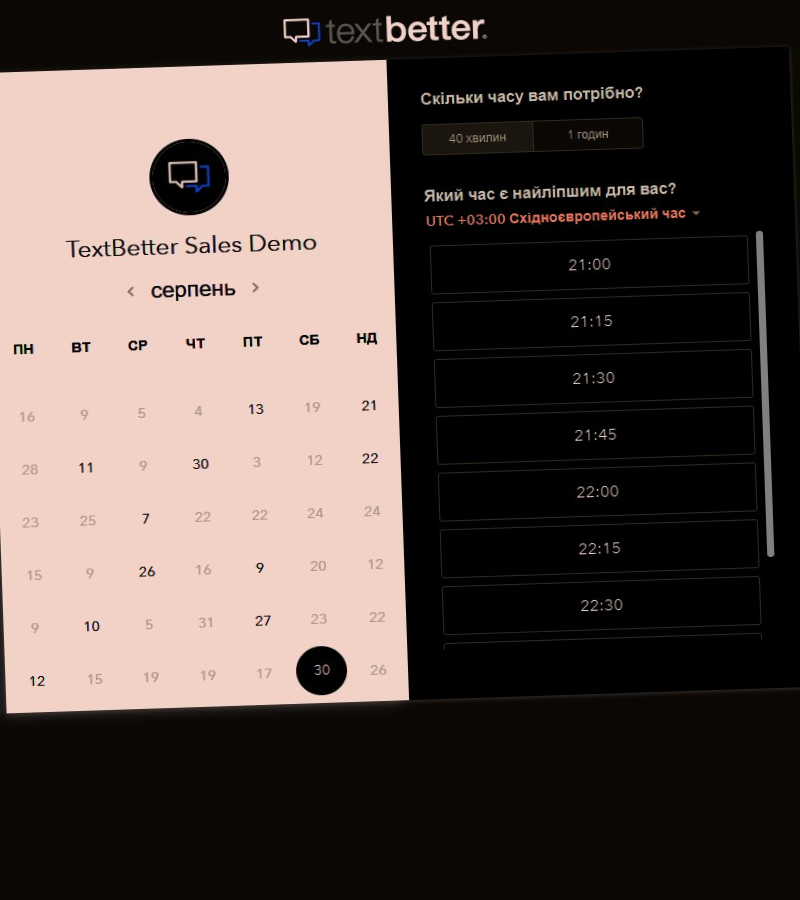 textbetter.
TextBetter Sales Demo
серпень
ПН ВТ СР ЧТ ПТ СБ НД
16 9 5 4 13 19 21
28 11 9 30 3 12 22
23 25 7 22 22 24 24
15 9 26 16 9 20 12
9 10 5 31 27 23 22
12 15 19 19 17 30 26
Скільки часу вам потрібно?
40 хвилин 1 годин
Який час є найліпшим для вас?
UTC +03:00 Східноєвропейський час
21:00
21:15
21:30
21:45
22:00
22:15
22:30